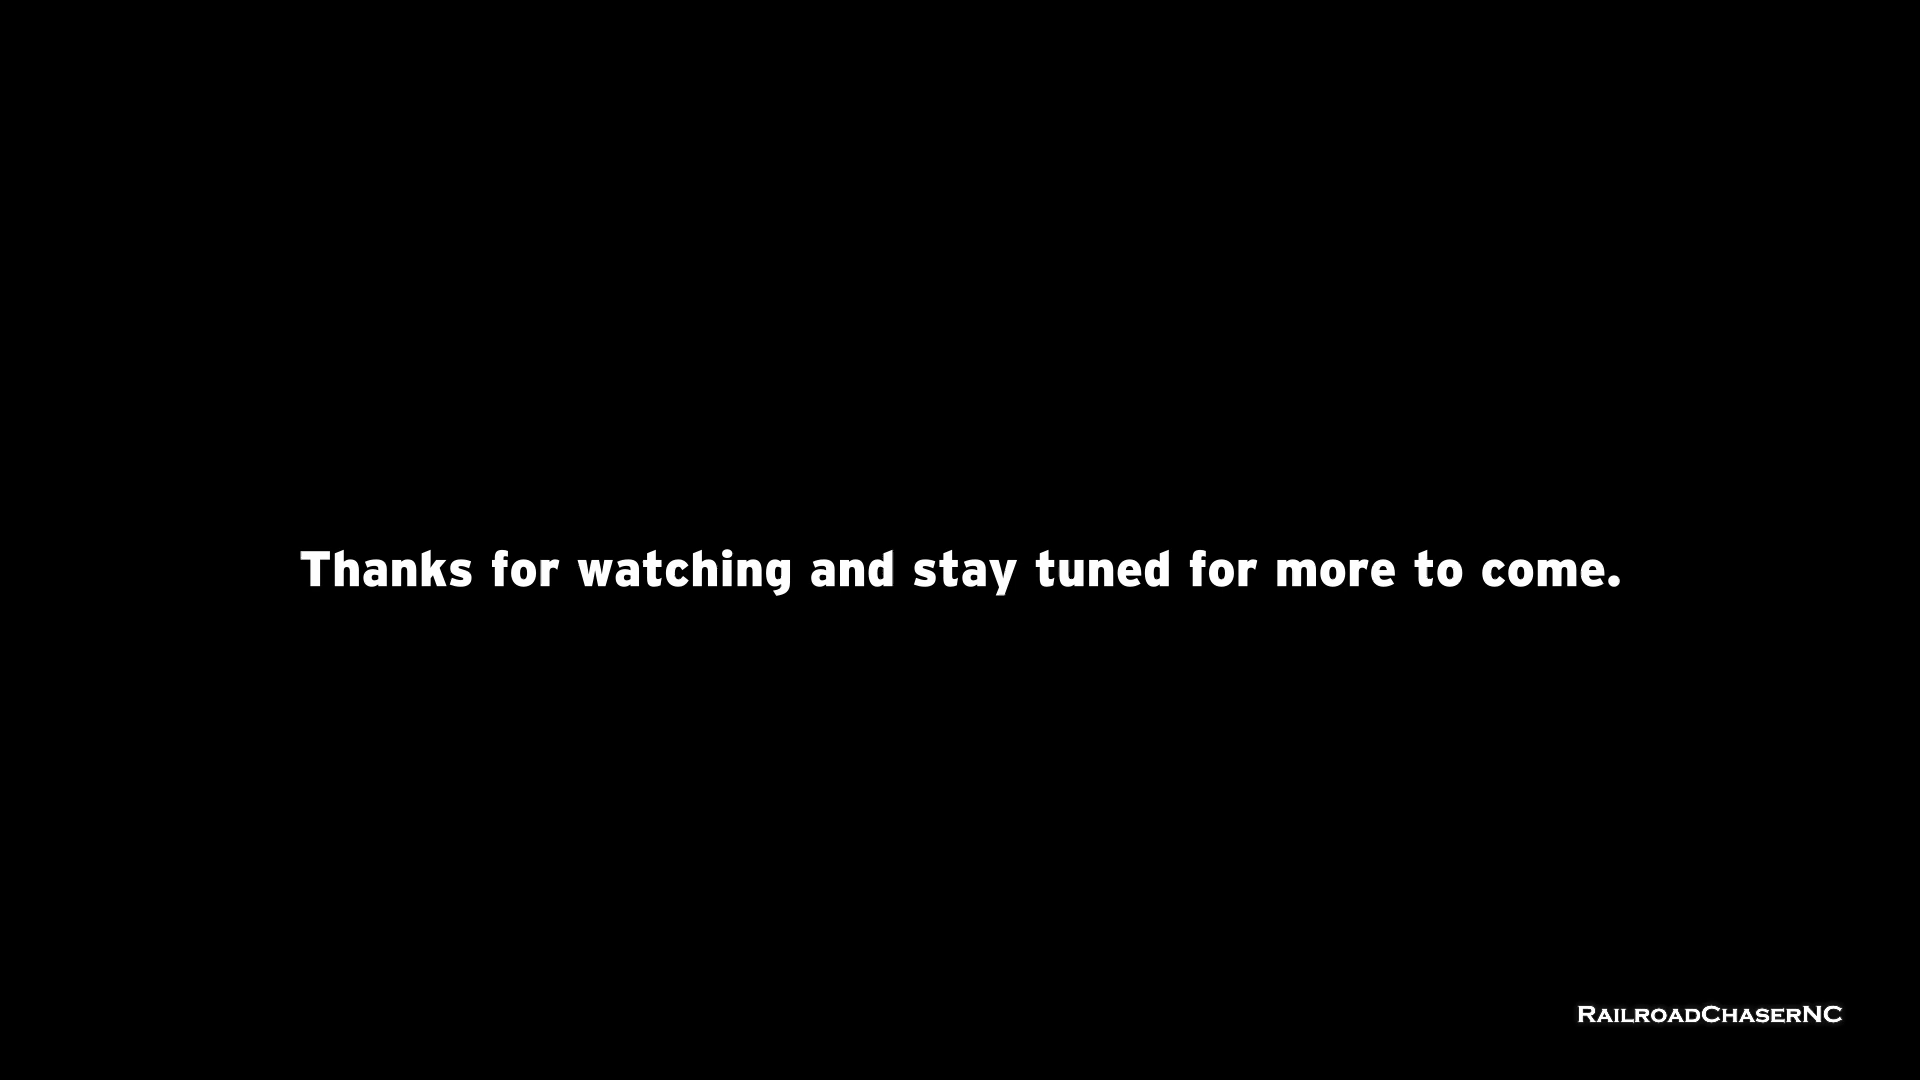 Thanks for watching and stay tuned for more to come.
RailroadChaserNC